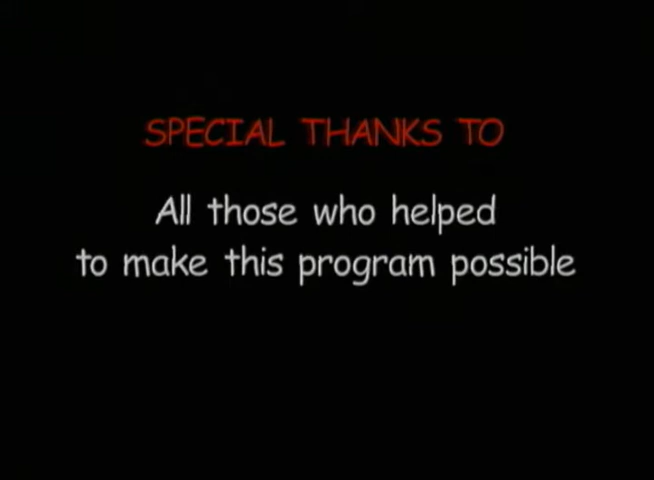 SPECIAL THANKS TO
All those who helped
to make this program possible